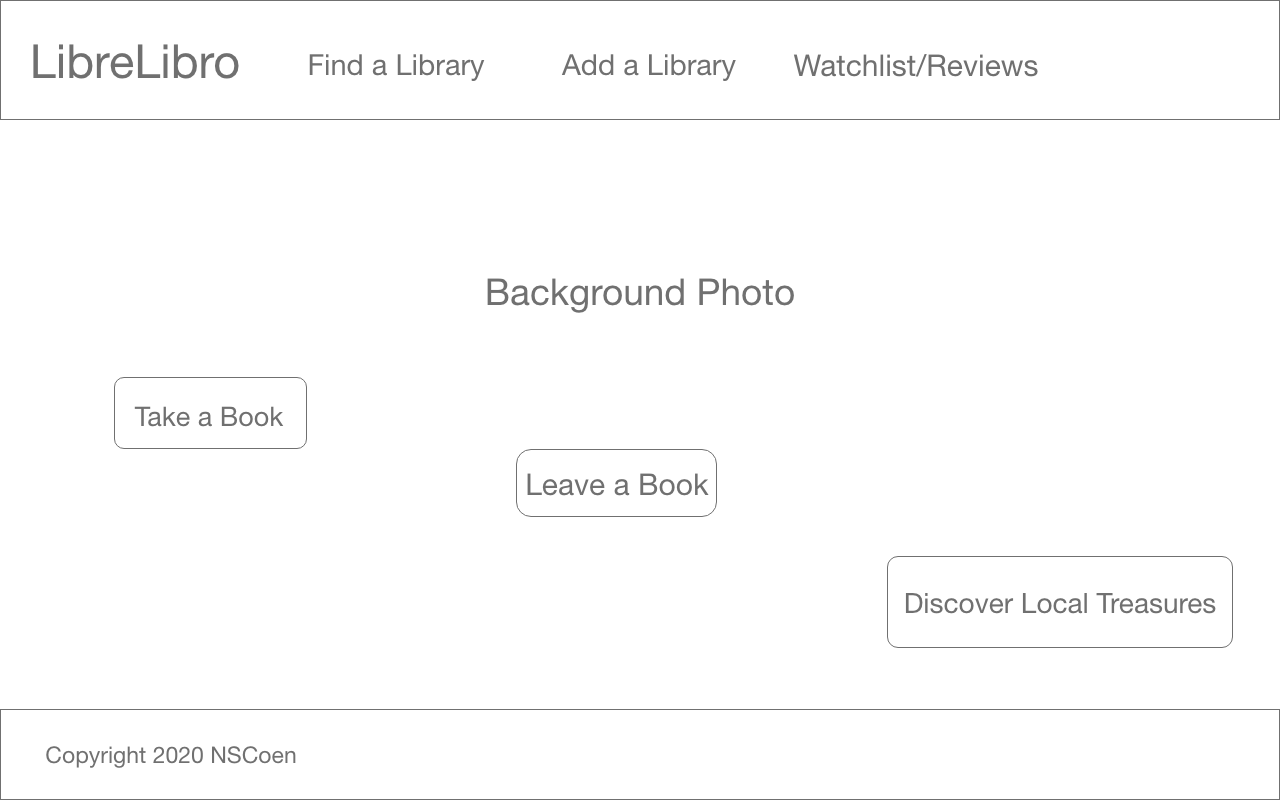 LibreLibro
Find a Library
Add a Library
Watchlist/Reviews
Background Photo
Take a Book
Leave a Book
Discover Local Treasures
Copyright 2020 NSCoen